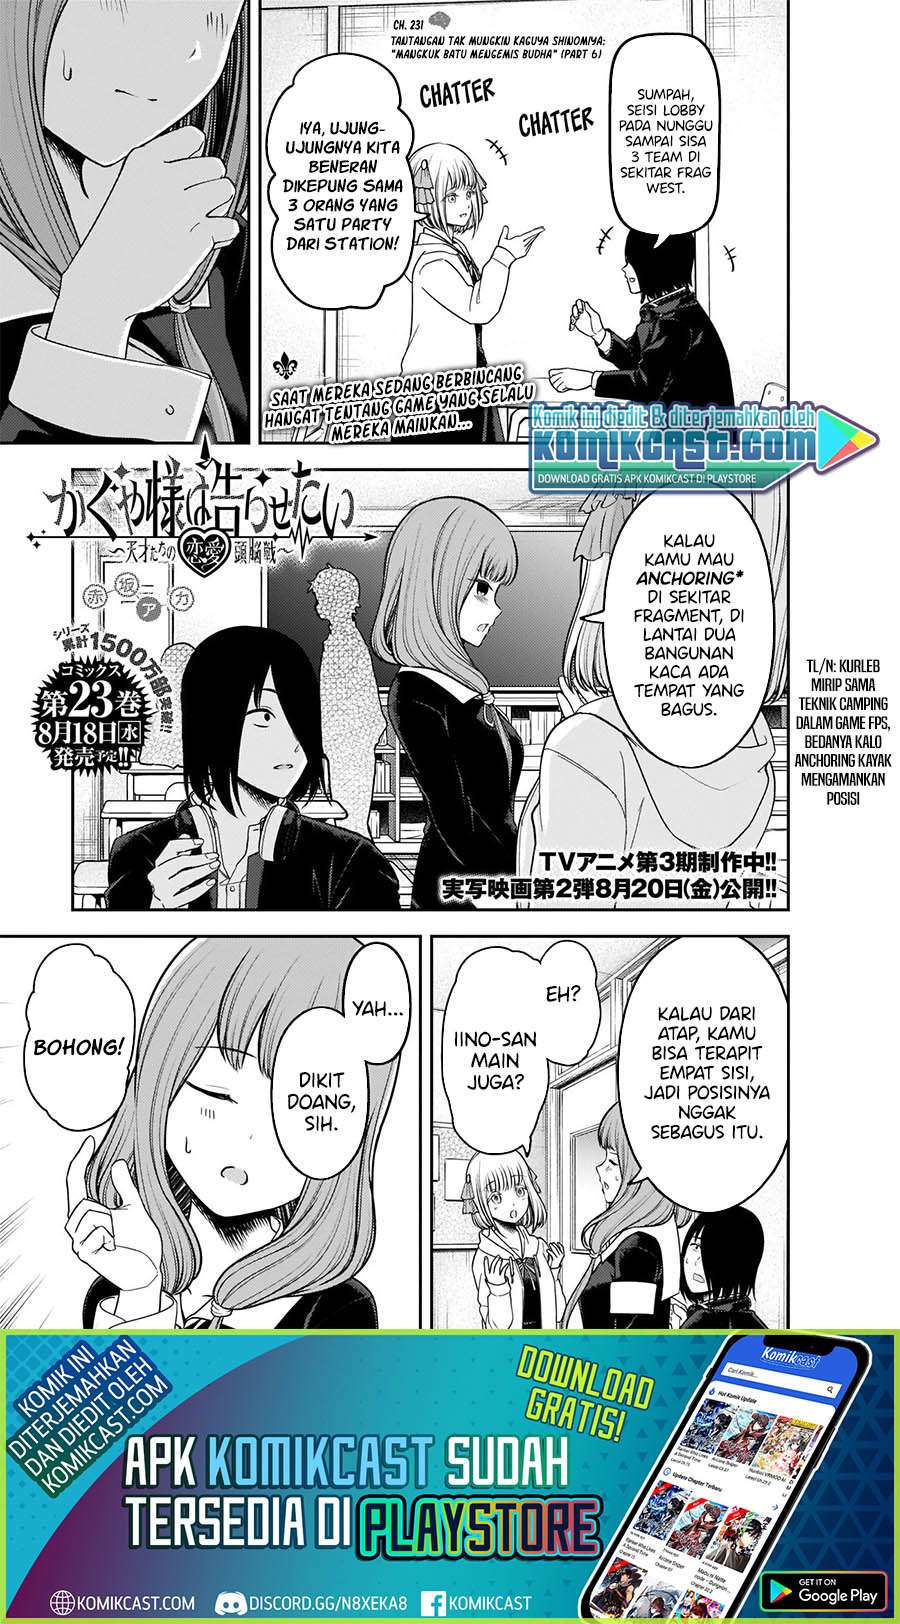 CH. 231
TANTANGAN TAK MUNGKIN KAGUYA SHINOMIYA:
"MANGKUK BATU MENGEMIS BUDHA" (PART 6)
CHATTER
CHATTER
SUMPAH,
SEISI LOBBY
PADA NUNGGU
SAMPAI SISA
3 TEAM DI
SEKITAR FRAG
WEST.
IYA, UJUNG-
UJUNGNYA KITA
BENERAN
DIKEPUNG SAMA
3 ORANG YANG
SATU PARTY
DARI STATION!
SAAT MEREKA SEDANG BERBINCANG
HANGAT TENTANG GAME YANG SELALU
MEREKA MAINKAN...
Komik ini diedit & diterjemahkan oleh
KOMIKCAST.COM
DOWNLOAD GRATIS APK KOMIKCAST DI PLAYSTORE
かぐや様は告らせたい
〜天才たちの恋愛頭脳戦〜
赤坂アカ
シリーズ
累計1500万部突破!!
コミックス
第23巻
8月18日水
発売予定!!
KALAU
KAMU MAU
ANCHORING*
DI SEKITAR
FRAGMENT, DI
LANTAI DUA
BANGUNAN
KACA ADA
TEMPAT YANG
BAGUS.
TL/N: KURLEB
MIRIP SAMA
TEKNIK CAMPING
DALAM GAME FPS,
BEDANYA KALO
ANCHORING KAYAK
MENGAMANKAN
POSISI
TVアニメ第3期制作中!!
実写映画第2弾8月20日(金)公開!!
KALAU DARI
ATAP, KAMU
BISA TERAPIT
EMPAT SISI,
JADI POSISINYA
NGGAK
SEBAGUS ITU.
EH?
IINO-SAN
MAIN
JUGA?
YAH...
DIKIT
DOANG,
SIH.
BOHONG!
KOMIK INI
DITERJEMAHKAN
DAN DIEDIT OLEH
KOMIKCAST.COM
DOWNLOAD
GRATIS!
APK KOMIKCAST SUDAH
TERSEDIA DI PLAYSTORE
KOMIKCAST.COM
DISCORD.GG/N8XEKA8
KOMIKCAST
Komikcast
Cari Komik...
Hot Komik Update
Update Chapter Terbaru
GET IT ON
Google Play